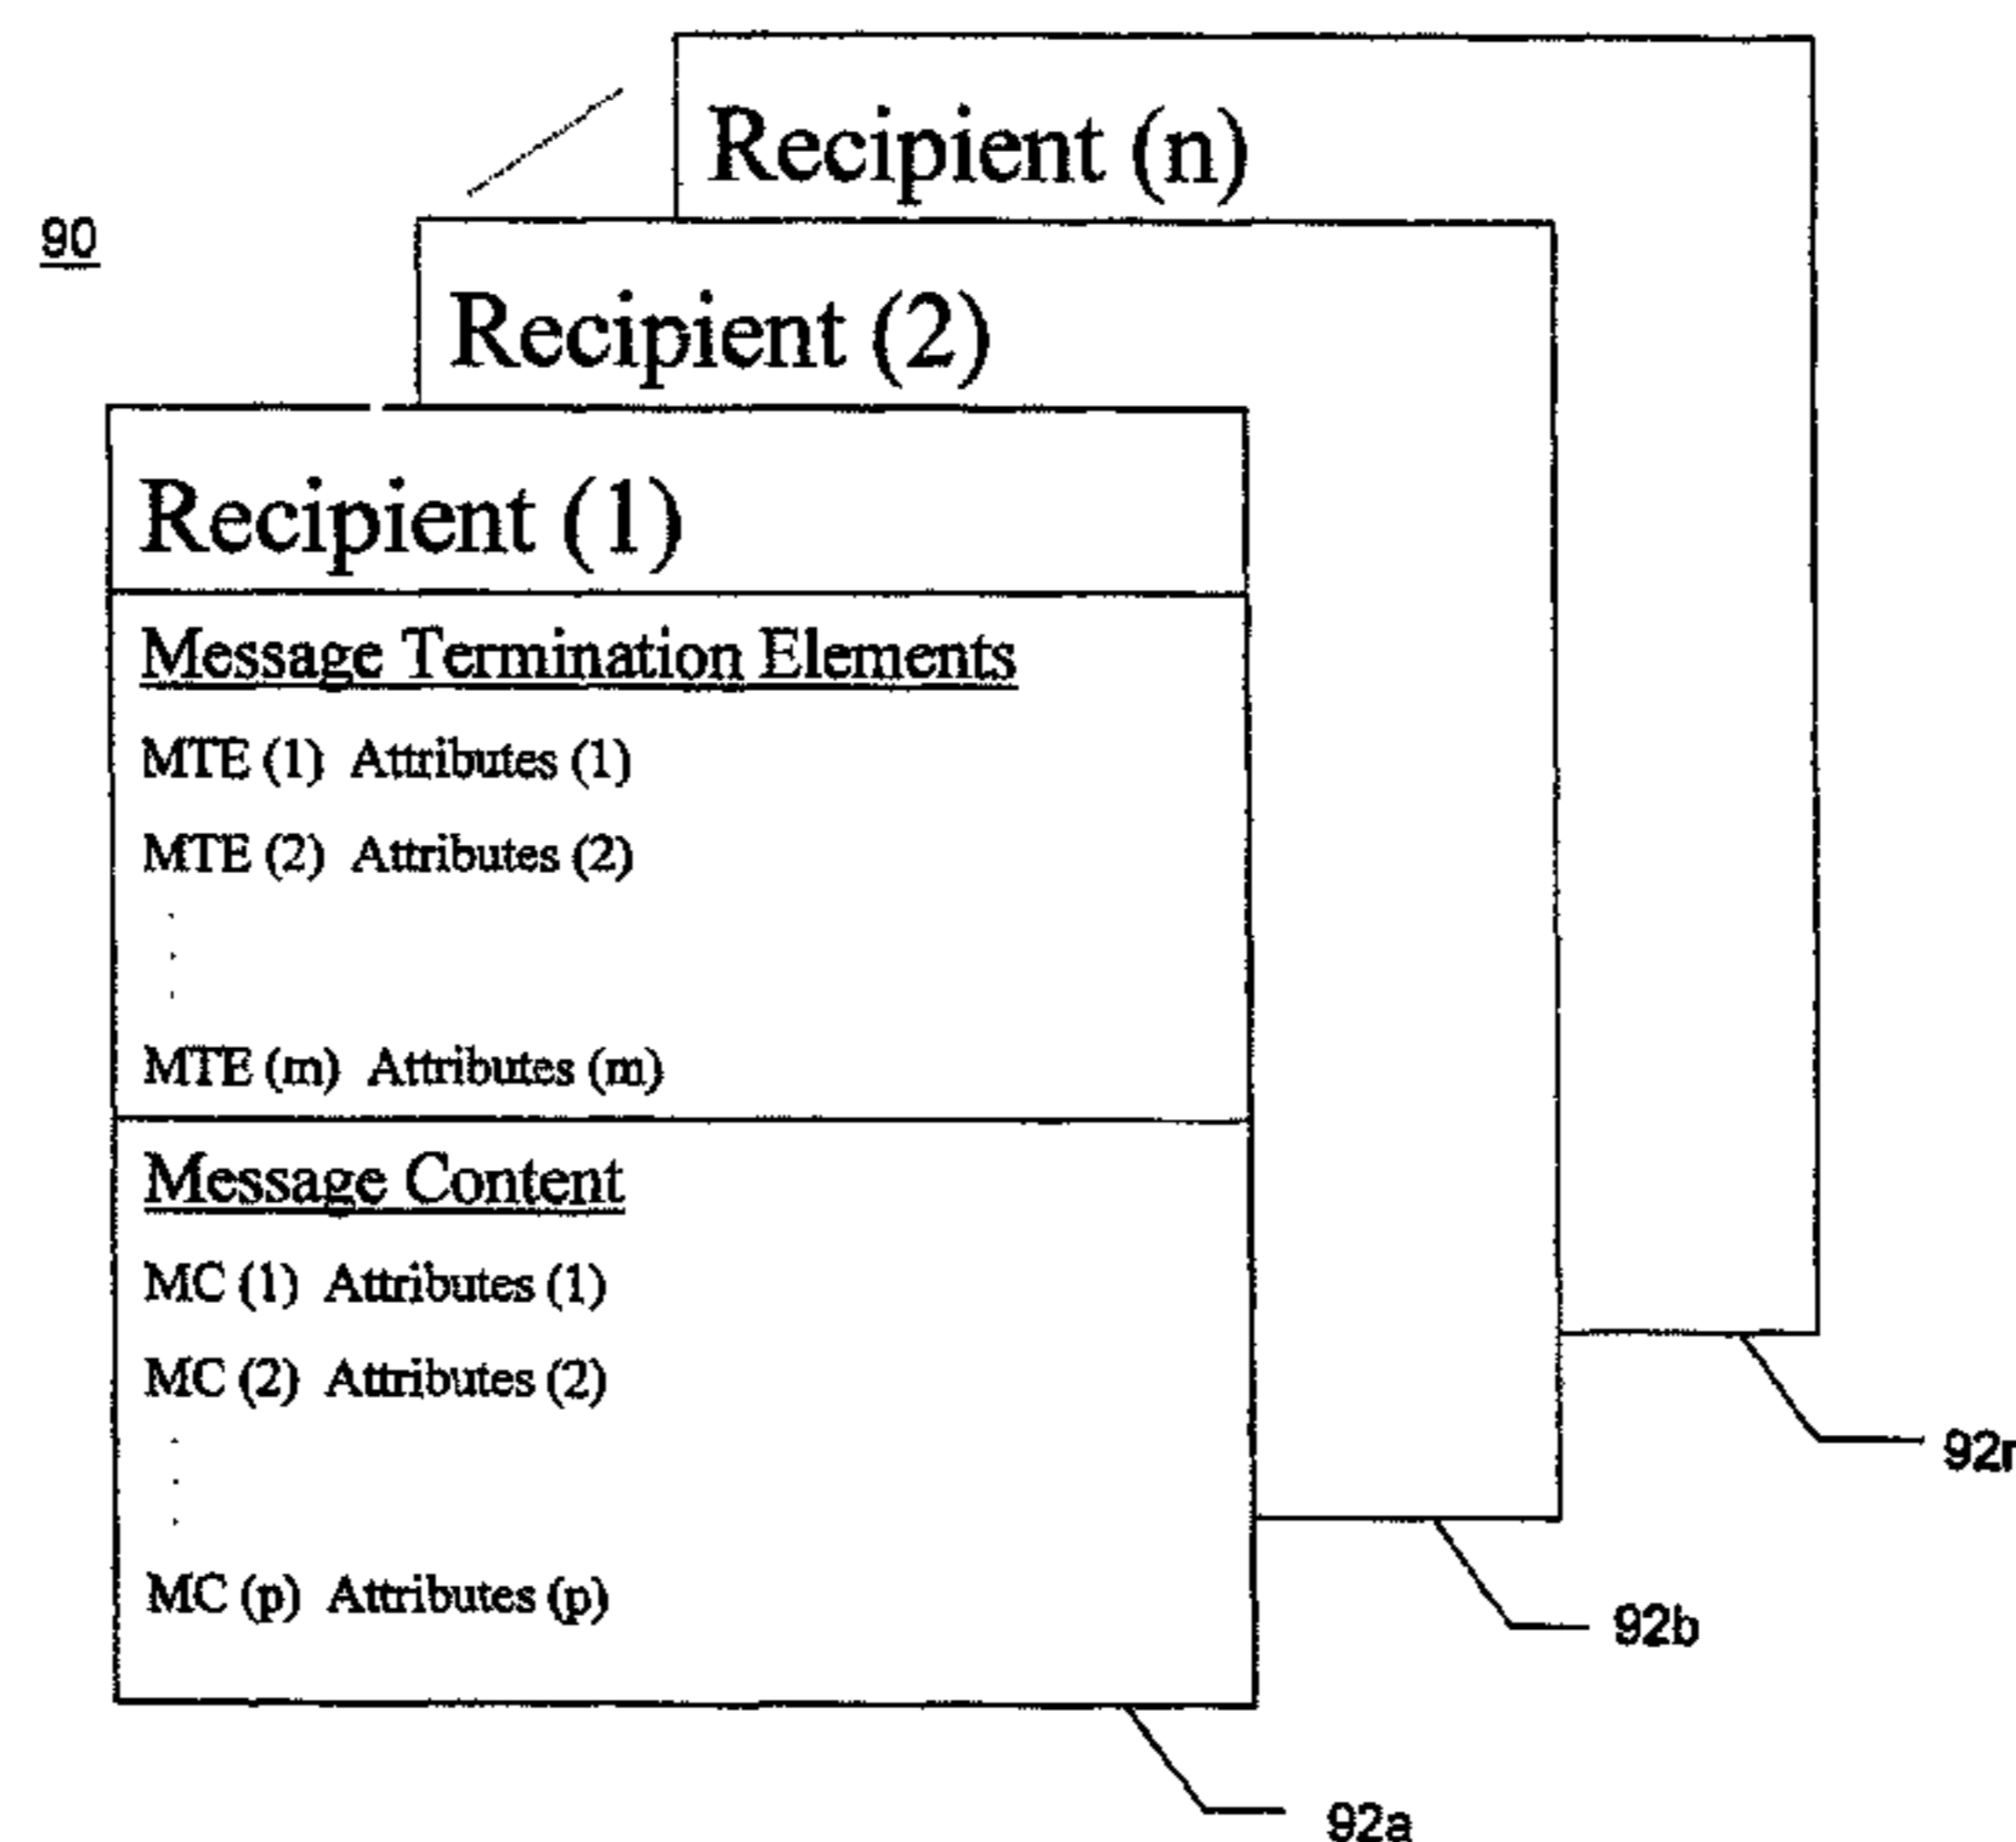 Recipient (n)
90
Recipient (2)
Recipient (1)
Message Termination Elements
MTE (1) Attributes (1)
MTE (2) Attributes (2)
MTE (m) Attributes (m)
Message Content
MC (1) Attributes (1)
MC (2) Attributes (2)
MC (p) Attributes (p)
92b
92a